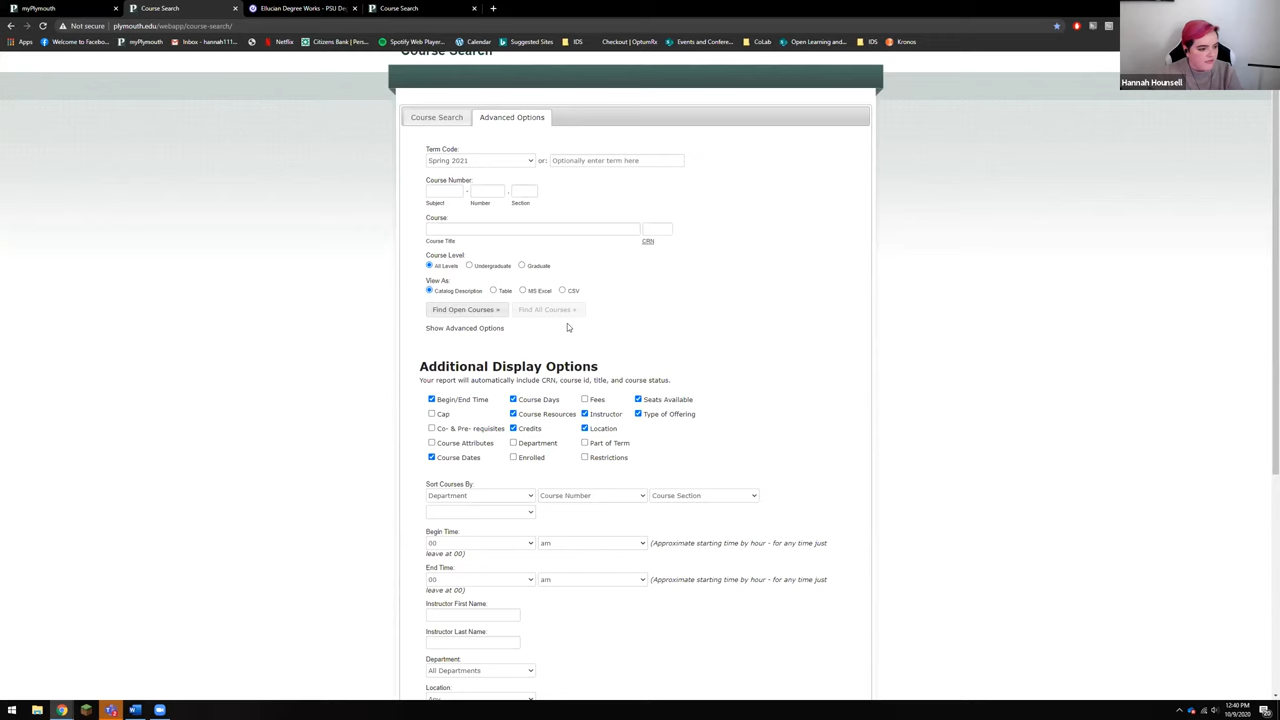 myPlymouth
Course Search
Ellucian Degree Works - PSU De
Course Search
Not secure | plymouth.edu/webapp/course-search/
Apps Welcome to Facebo... myPlymouth Inbox - hannah111... Netflix Citizens Bank | Pers... Spotify Web Player... Calendar Suggested Sites IDS Checkout | OptumRx Events and Confere... CoLab Open Learning and... IDS Kronos
Hannah Hounsell
Course Search
Course Search Advanced Options
Term Code:
Spring 2021 or: Optionally enter term here
Course Number:
- .
Subject Number Section
Course:
Course Title CRN
Course Level:
All Levels Undergraduate Graduate
View As:
Catalog Description Table MS Excel CSV
Find Open Courses » Find All Courses »
Show Advanced Options
Additional Display Options
Your report will automatically include CRN, course id, title, and course status.
Begin/End Time Course Days Fees Seats Available
Cap Course Resources Instructor Type of Offering
Co- & Pre- requisites Credits Location
Course Attributes Department Part of Term
Course Dates Enrolled Restrictions
Sort Courses By:
Department Course Number Course Section
Begin Time:
00 am (Approximate starting time by hour - for any time just
leave at 00)
End Time:
00 am (Approximate starting time by hour - for any time just
leave at 00)
Instructor First Name:
Instructor Last Name:
Department:
All Departments
Location:
Any
12:40 PM
10/9/2020